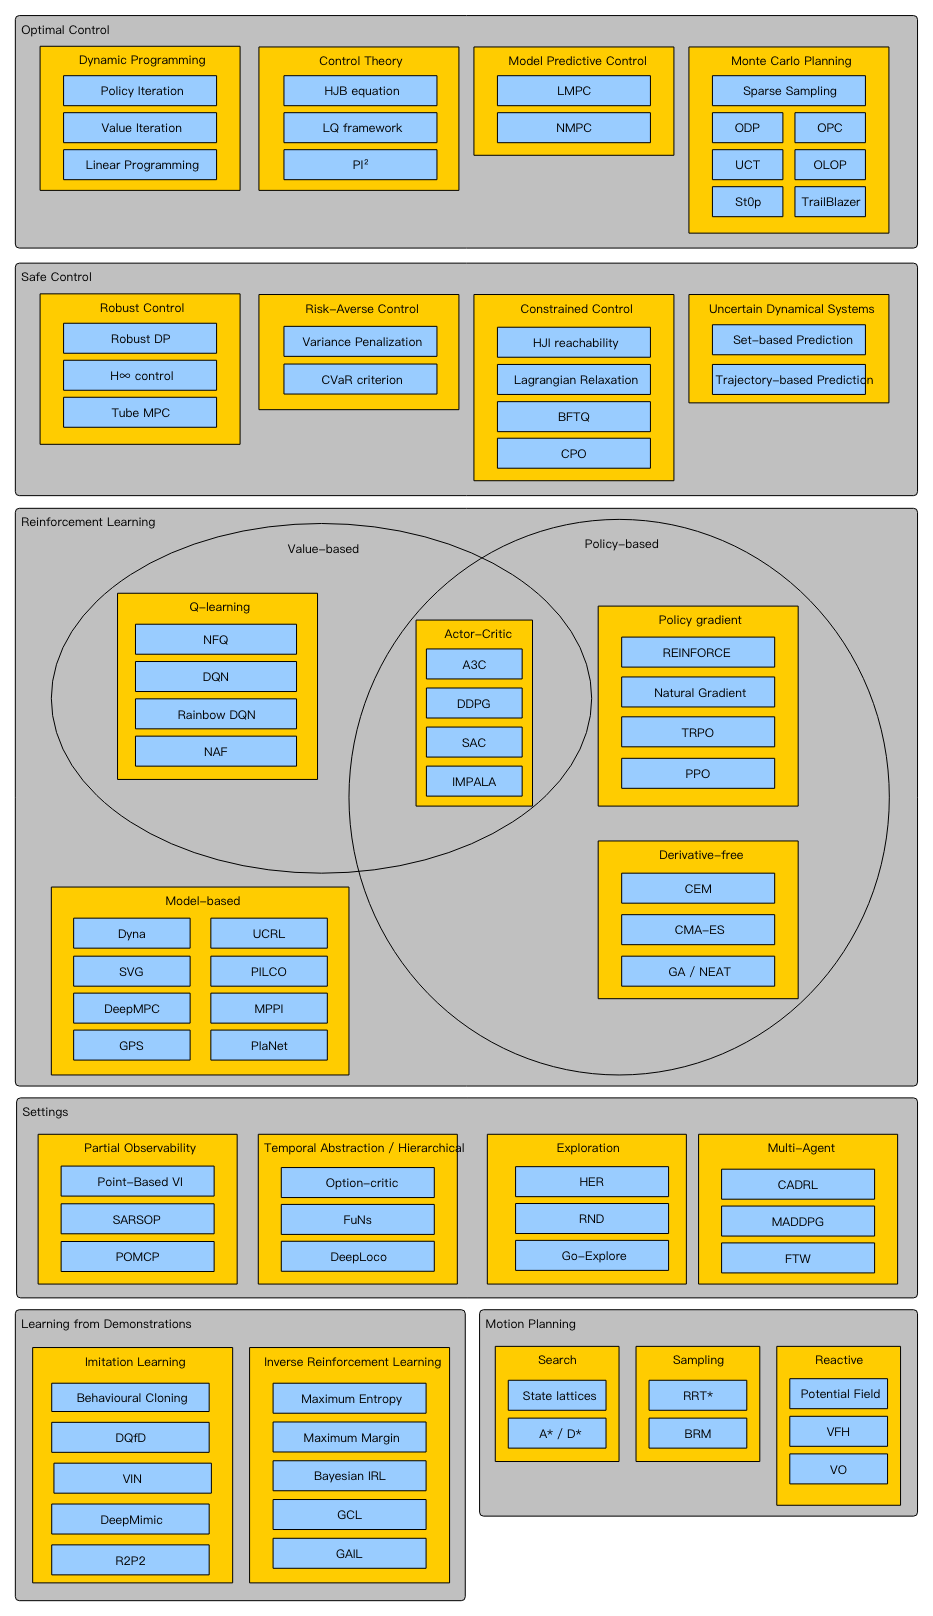 Optimal Control
Dynamic Programming
Policy Iteration
Value Iteration
Linear Programming
Control Theory
HJB equation
LQ framework
PI²
Model Predictive Control
LMPC
NMPC
Monte Carlo Planning
Sparse Sampling
ODP
OPC
UCT
OLOP
St0p
TrailBlazer
Safe Control
Robust Control
Robust DP
H∞ control
Tube MPC
Risk-Averse Control
Variance Penalization
CVaR criterion
Constrained Control
HJI reachability
Lagrangian Relaxation
BFTQ
CPO
Uncertain Dynamical Systems
Set-based Prediction
Trajectory-based Prediction
Reinforcement Learning
Value-based
Policy-based
Q-learning
NFQ
DQN
Rainbow DQN
NAF
Actor-Critic
A3C
DDPG
SAC
IMPALA
Policy gradient
REINFORCE
Natural Gradient
TRPO
PPO
Derivative-free
CEM
CMA-ES
GA / NEAT
Model-based
Dyna
UCRL
SVG
PILCO
DeepMPC
MPPI
GPS
PlaNet
Settings
Partial Observability
Point-Based VI
SARSOP
POMCP
Temporal Abstraction / Hierarchical
Option-critic
FuNs
DeepLoco
Exploration
HER
RND
Go-Explore
Multi-Agent
CADRL
MADDPG
FTW
Learning from Demonstrations
Imitation Learning
Behavioural Cloning
DQfD
VIN
DeepMimic
R2P2
Inverse Reinforcement Learning
Maximum Entropy
Maximum Margin
Bayesian IRL
GCL
GAIL
Motion Planning
Search
State lattices
A* / D*
Sampling
RRT*
BRM
Reactive
Potential Field
VFH
VO